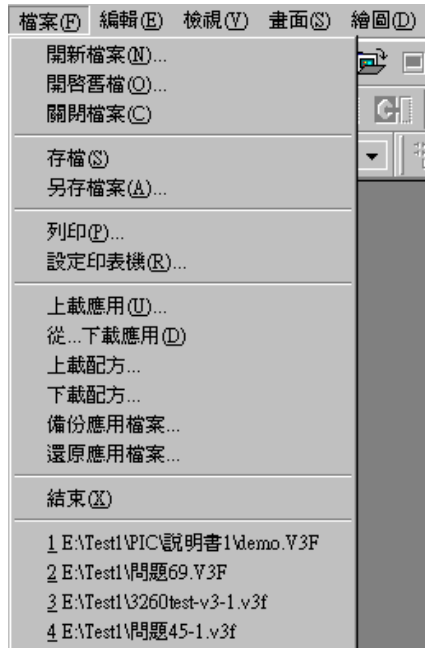 檔案(F) 編輯(E) 檢視(V) 畫面(S) 繪圖(D)
開新檔案(N)...
開啓舊檔(O)...
關閉檔案(C)
存檔(S)
另存檔案(A)...
列印(P)...
設定印表機(R)...
上載應用(U)...
從...下載應用(D)
上載配方...
下載配方...
備份應用檔案...
還原應用檔案...
結束(X)
1 E:\Test1\PIC\說明書1\demo.V3F
2 E:\Test1\問題69.V3F
3 E:\Test1\3260test-v3-1.v3f
4 E:\Test1\問題45-1.v3f